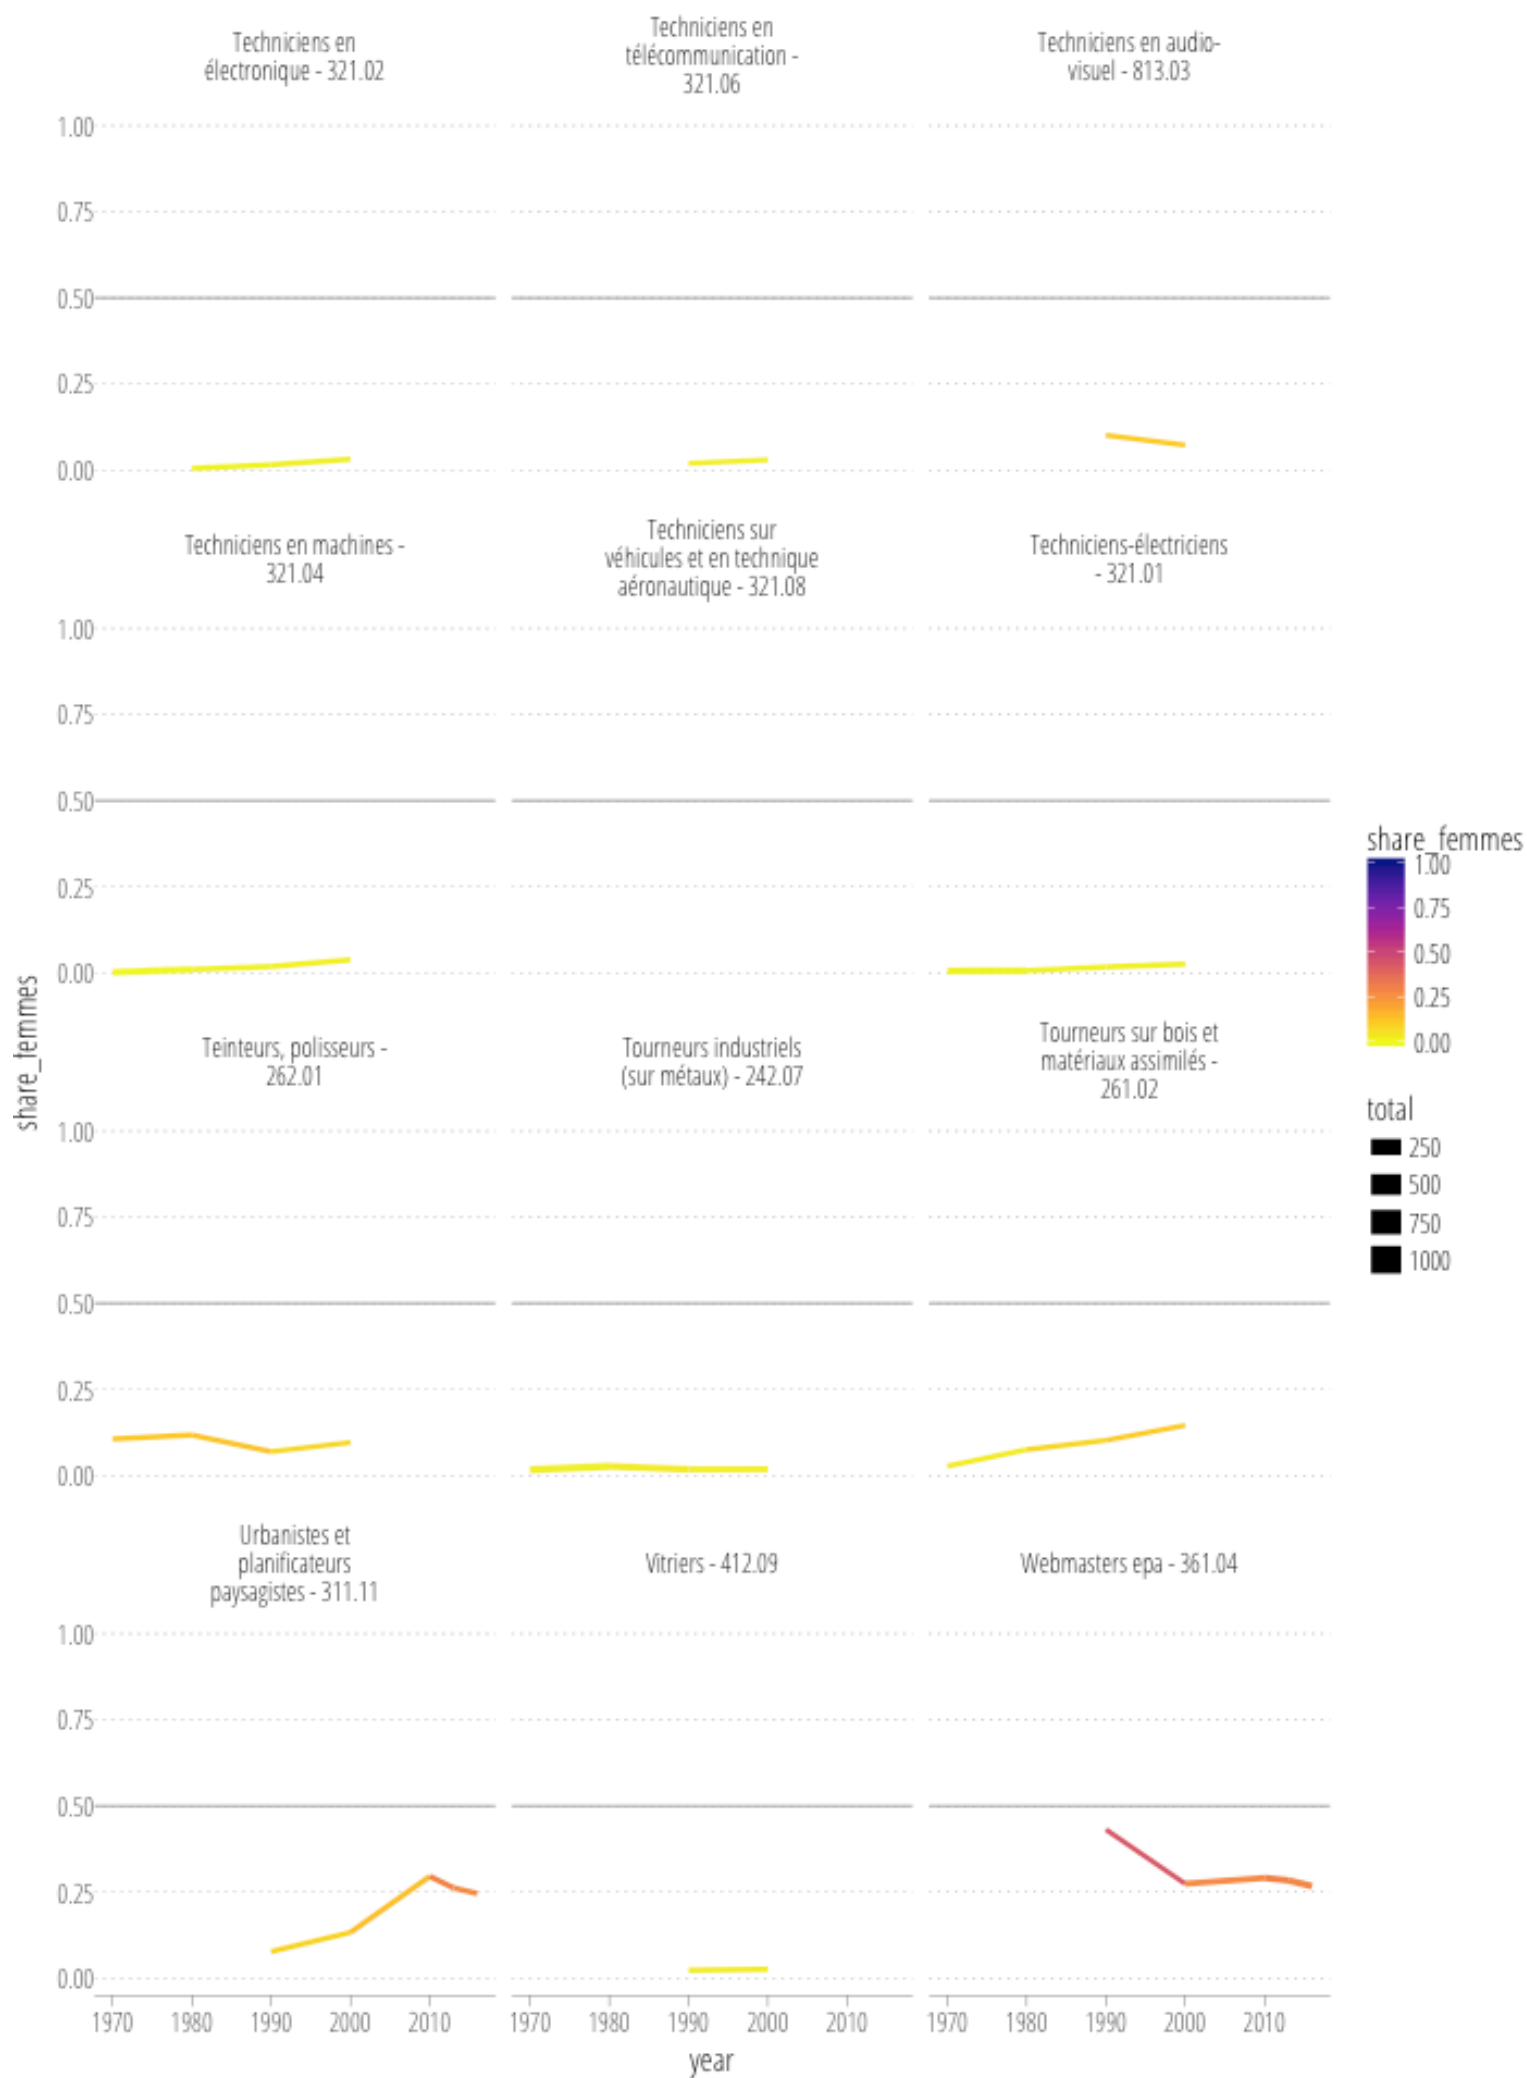 Techniciens en
électronique - 321.02
Techniciens en
télécommunication -
321.06
Techniciens en audio-
visuel - 813.03
1.00
0.75
0.50
0.25
0.00
Techniciens en machines -
321.04
Techniciens sur
véhicules et en technique
aéronautique - 321.08
Techniciens-électriciens
- 321.01
1.00
0.75
0.50
0.25
0.00
Teinteurs, polisseurs -
262.01
Tourneurs industriels
(sur métaux) - 242.07
Tourneurs sur bois et
matériaux assimilés -
261.02
1.00
0.75
0.50
0.25
0.00
Urbanistes et
planificateurs
paysagistes - 311.11
Vitriers - 412.09
Webmasters epa - 361.04
1.00
0.75
0.50
0.25
0.00
1970 1980 1990 2000 2010
1970 1980 1990 2000 2010
1970 1980 1990 2000 2010
year
share_femmes
share_femmes
1.00
0.75
0.50
0.25
0.00
total
250
500
750
1000